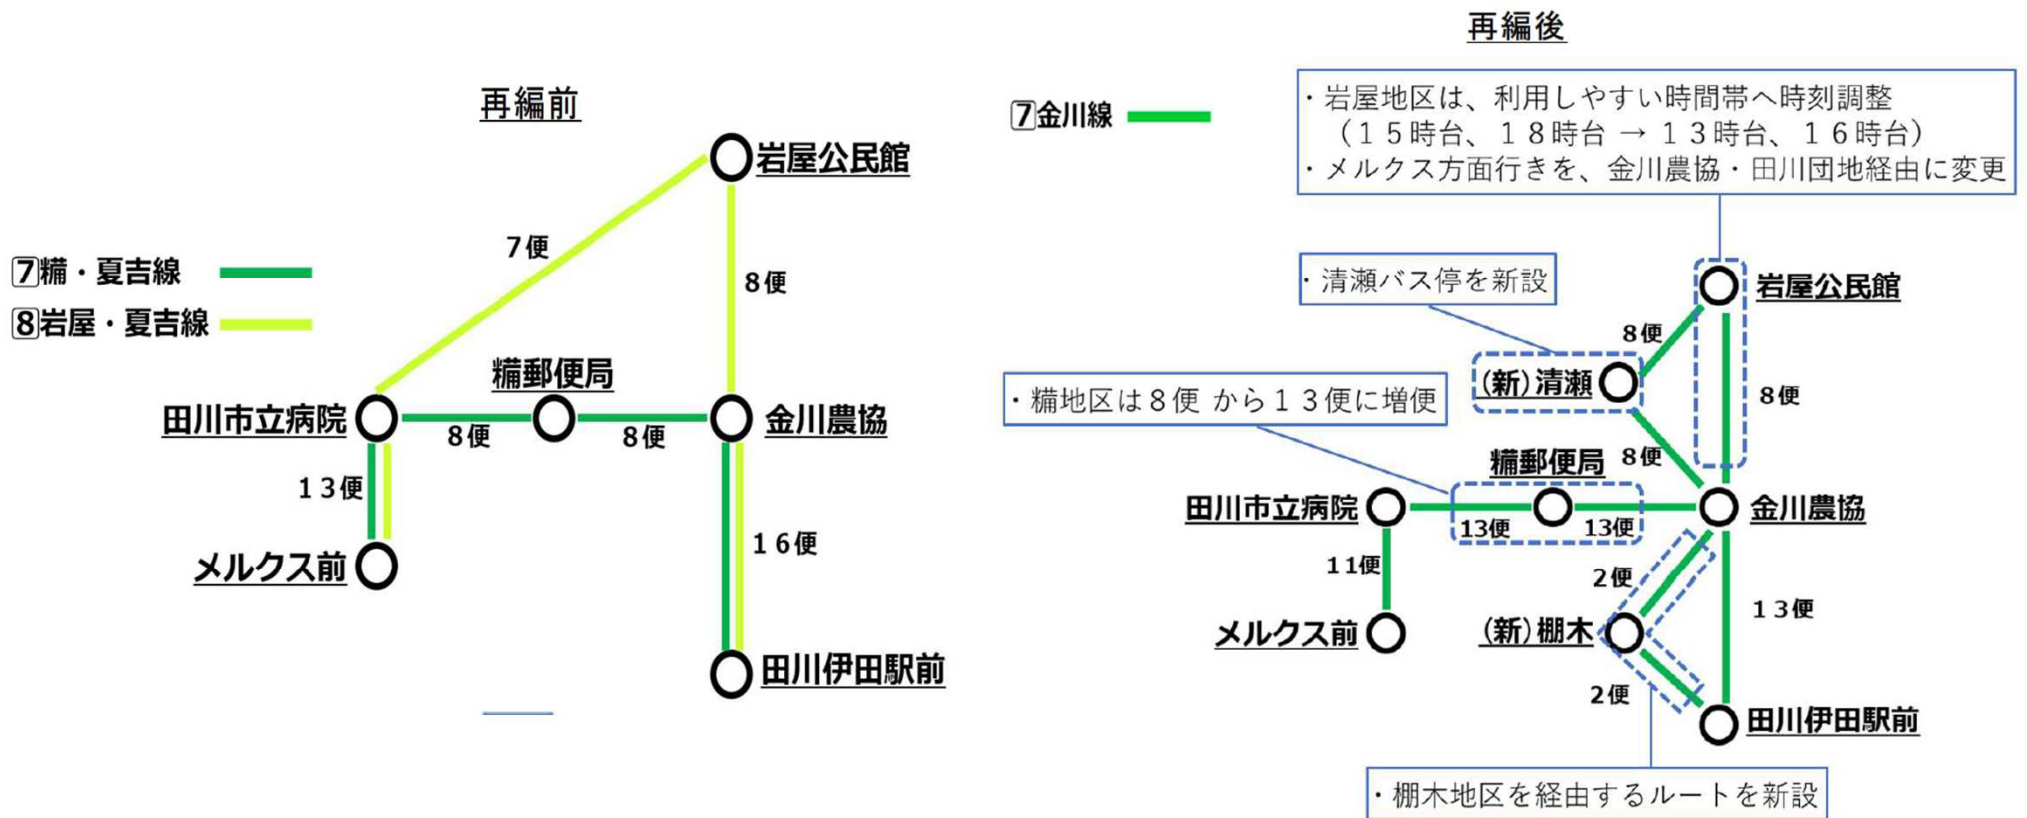 再編前
7糒・夏吉線
8岩屋・夏吉線
岩屋公民館
7便
8便
糒郵便局
田川市立病院
8便
8便
金川農協
13便
16便
メルクス前
田川伊田駅前
再編後
7金川線
・岩屋地区は、利用しやすい時間帯へ時刻調整
(15時台、18時台 → 13時台、16時台)
・メルクス方面行きを、金川農協・田川団地経由に変更
・清瀬バス停を新設
岩屋公民館
8便
(新)清瀬
8便
・糒地区は8便 から13便に増便
8便
糒郵便局
田川市立病院
13便
13便
金川農協
11便
2便
13便
メルクス前
(新)棚木
2便
田川伊田駅前
・棚木地区を経由するルートを新設